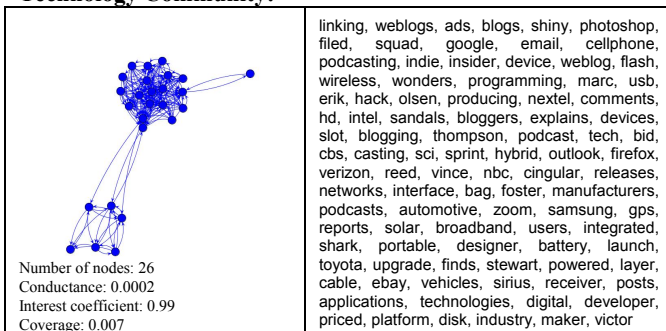 Technology Community:
Number of nodes: 26
Conductance: 0.0002
Interest coefficient: 0.99
Coverage: 0.007
linking, weblogs, ads, blogs, shiny, photoshop,
filed, squad, google, email, cellphone,
podcasting, indie, insider, device, weblog, flash,
wireless, wonders, programming, marc, usb,
erik, hack, olsen, producing, nextel, comments,
hd, intel, sandals, bloggers, explains, devices,
slot, blogging, thompson, podcast, tech, bid,
cbs, casting, sci, sprint, hybrid, outlook, firefox,
verizon, reed, vince, nbc, cingular, releases,
networks, interface, bag, foster, manufacturers,
podcasts, automotive, zoom, samsung, gps,
reports, solar, broadband, users, integrated,
shark, portable, designer, battery, launch,
toyota, upgrade, finds, stewart, powered, layer,
cable, ebay, vehicles, sirius, receiver, posts,
applications, technologies, digital, developer,
priced, platform, disk, industry, maker, victor